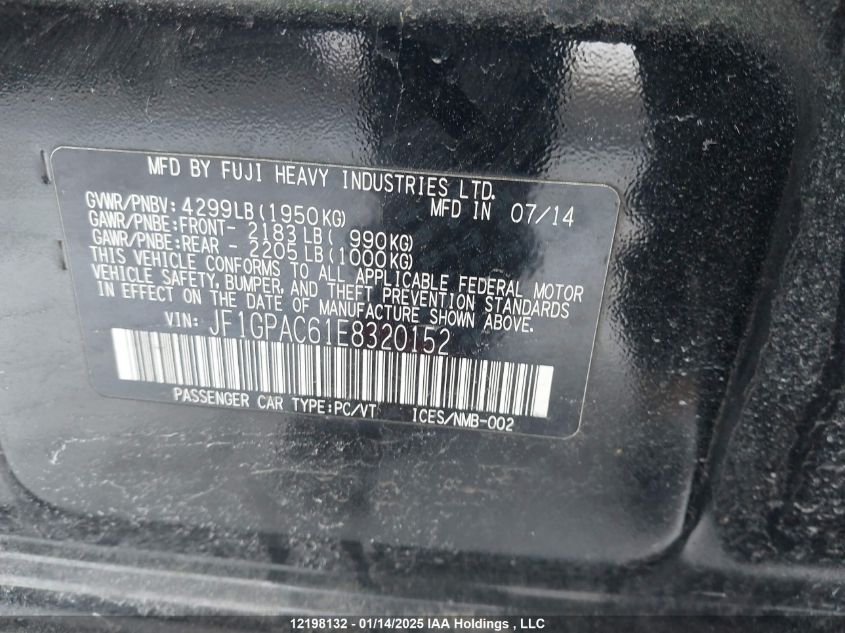 MFD BY FUJI HEAVY INDUSTRIES LTD.
GVWR/PNBV: 4299LB(1950KG) MFD IN 07/14
GAWR/PNBE:FRONT- 2183LB( 990KG)
GAWR/PNBE:REAR - 2205LB(1000KG)
THIS VEHICLE CONFORMS TO ALL APPLICABLE FEDERAL MOTOR
VEHICLE SAFETY, BUMPER, AND THEFT PREVENTION STANDARDS
IN EFFECT ON THE DATE OF MANUFACTURE SHOWN ABOVE.
VIN: JF1GPAC61E8320152
PASSENGER CAR TYPE:PC/VT ICES/NMB-002
12198132 - 01/14/2025 IAA Holdings , LLC